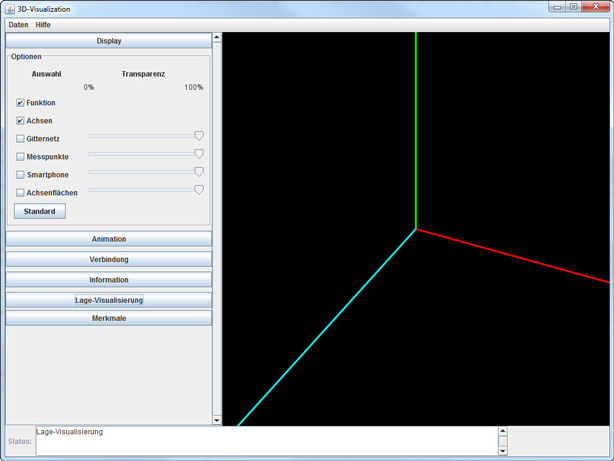 3D-Visualization
Daten Hilfe
Display
Optionen
Auswahl Transparenz
0% 100%
Funktion
Achsen
Gitternetz
Messpunkte
Smartphone
Achsenflächen
Standard
Animation
Verbindung
Information
Lage-Visualisierung
Merkmale
Status: Lage-Visualisierung